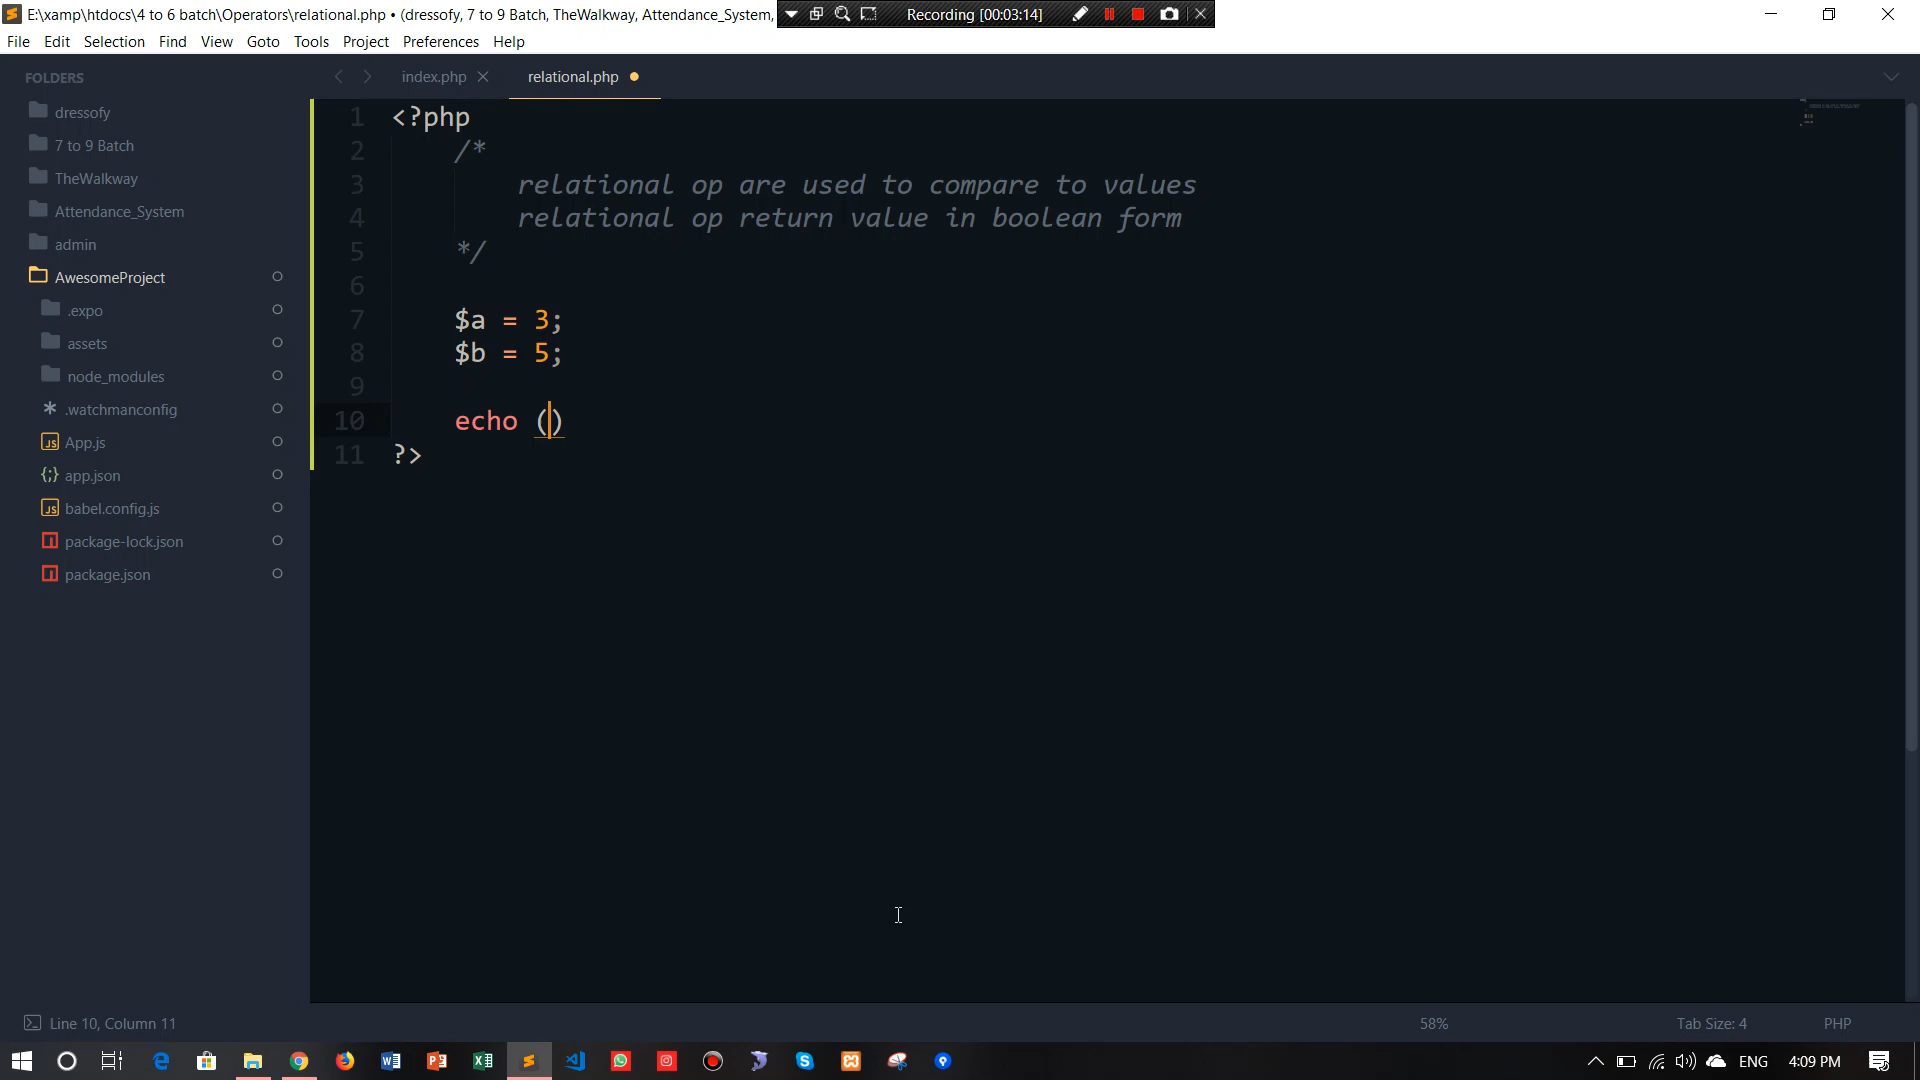 E:\xamp\htdocs\4 to 6 batch\Operators\relational.php • (dressofy, 7 to 9 Batch, TheWalkway, Attendance_System,
Recording [00:03:14]
File Edit Selection Find View Goto Tools Project Preferences Help
FOLDERS
dressofy
7 to 9 Batch
TheWalkway
Attendance_System
admin
AwesomeProject
.expo
assets
node_modules
.watchmanconfig
App.js
app.json
babel.config.js
package-lock.json
package.json
index.php
relational.php
1 <?php
2 /*
3 relational op are used to compare to values
4 relational op return value in boolean form
5 */
6
7 $a = 3;
8 $b = 5;
9
10 echo ()
11 ?>
Line 10, Column 11
58%
Tab Size: 4
PHP
ENG
4:09 PM